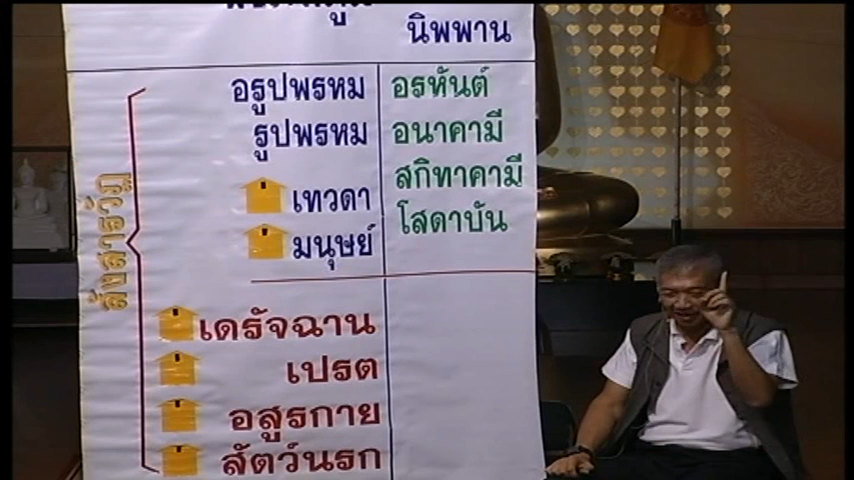 นิพพาน
อรูปพรหม อรหันต์
รูปพรหม อนาคามี
สกิทาคามี
เทวดา
โสดาบัน
มนุษย์
สังสารวัฏ
เดรัจฉาน
เปรต
อสูรกาย
สัตว์นรก